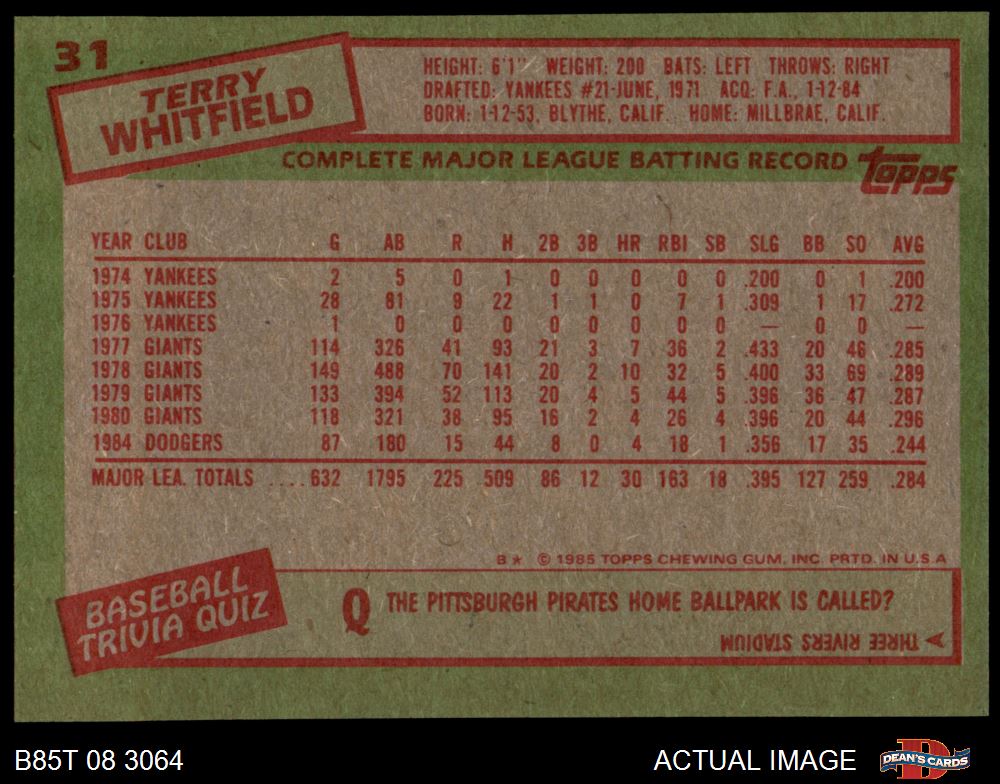 31
TERRY
WHITFIELD
HEIGHT: 6'1" WEIGHT: 200 BATS: LEFT THROWS: RIGHT
DRAFTED: YANKEES #21-JUNE, 1971 ACQ: F.A., 1-12-84
BORN: 1-12-53, BLYTHE, CALIF. HOME: MILLBRAE, CALIF.
COMPLETE MAJOR LEAGUE BATTING RECORD topps
YEAR CLUB G AB R H 2B 3B HR RBI SB SLG BB SO AVG
1974 YANKEES 2 5 0 1 0 0 0 0 0 .200 0 1 .200
1975 YANKEES 28 81 9 22 1 1 0 7 1 .309 1 17 .272
1976 YANKEES 1 0 0 0 0 0 0 0 0 — 0 0 —
1977 GIANTS 114 326 41 93 21 3 7 36 2 .433 20 46 .285
1978 GIANTS 149 488 70 141 20 2 10 32 5 .400 33 69 .289
1979 GIANTS 133 394 52 113 20 4 5 44 5 .396 36 47 .287
1980 GIANTS 118 321 38 95 16 2 4 26 4 .396 20 44 .296
1984 DODGERS 87 180 15 44 8 0 4 18 1 .356 17 35 .244
MAJOR LEA. TOTALS ....632 1795 225 509 86 12 30 163 18 .395 127 259 .284
B* © 1985 TOPPS CHEWING GUM, INC. PRTD. IN U.S.A
BASEBALL
TRIVIA QUIZ
Q THE PITTSBURGH PIRATES HOME BALLPARK IS CALLED?
THREE RIVERS STADIUM
B85T 08 3064 ACTUAL IMAGE DEAN'S CARDS